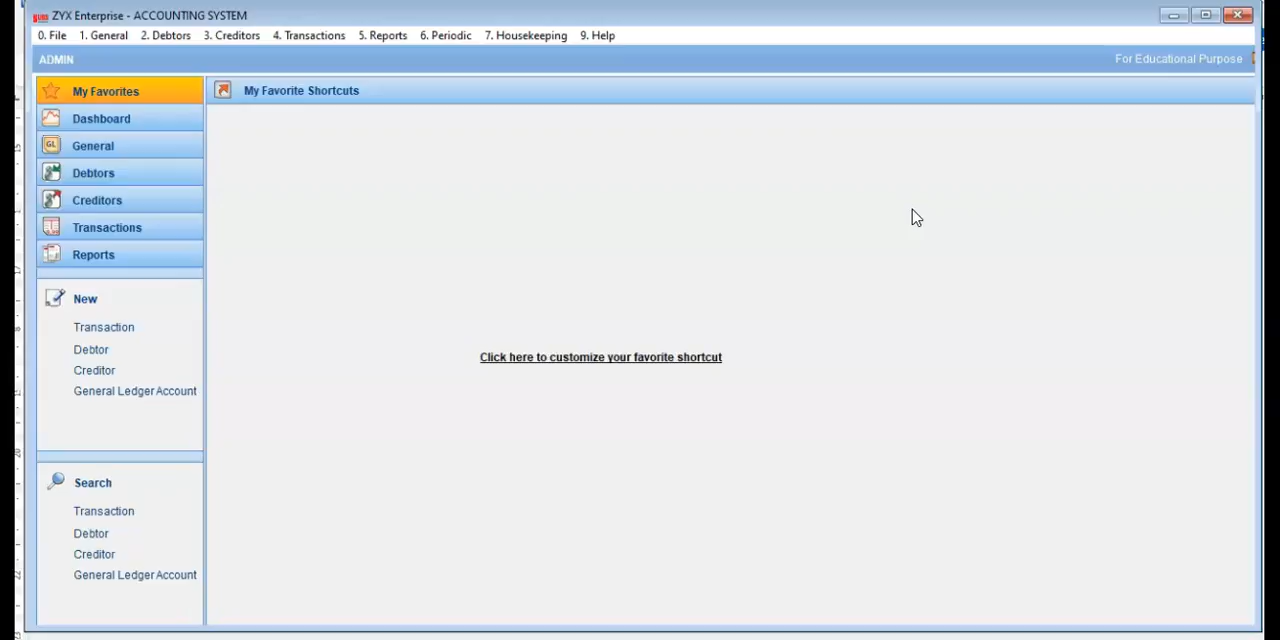 ZYX Enterprise - ACCOUNTING SYSTEM
0. File 1. General 2. Debtors 3. Creditors 4. Transactions 5. Reports 6. Periodic 7. Housekeeping 9. Help
ADMIN
For Educational Purpose
My Favorites
Dashboard
GL General
Debtors
Creditors
Transactions
Reports
New
Transaction
Debtor
Creditor
General Ledger Account
Search
Transaction
Debtor
Creditor
General Ledger Account
My Favorite Shortcuts
Click here to customize your favorite shortcut